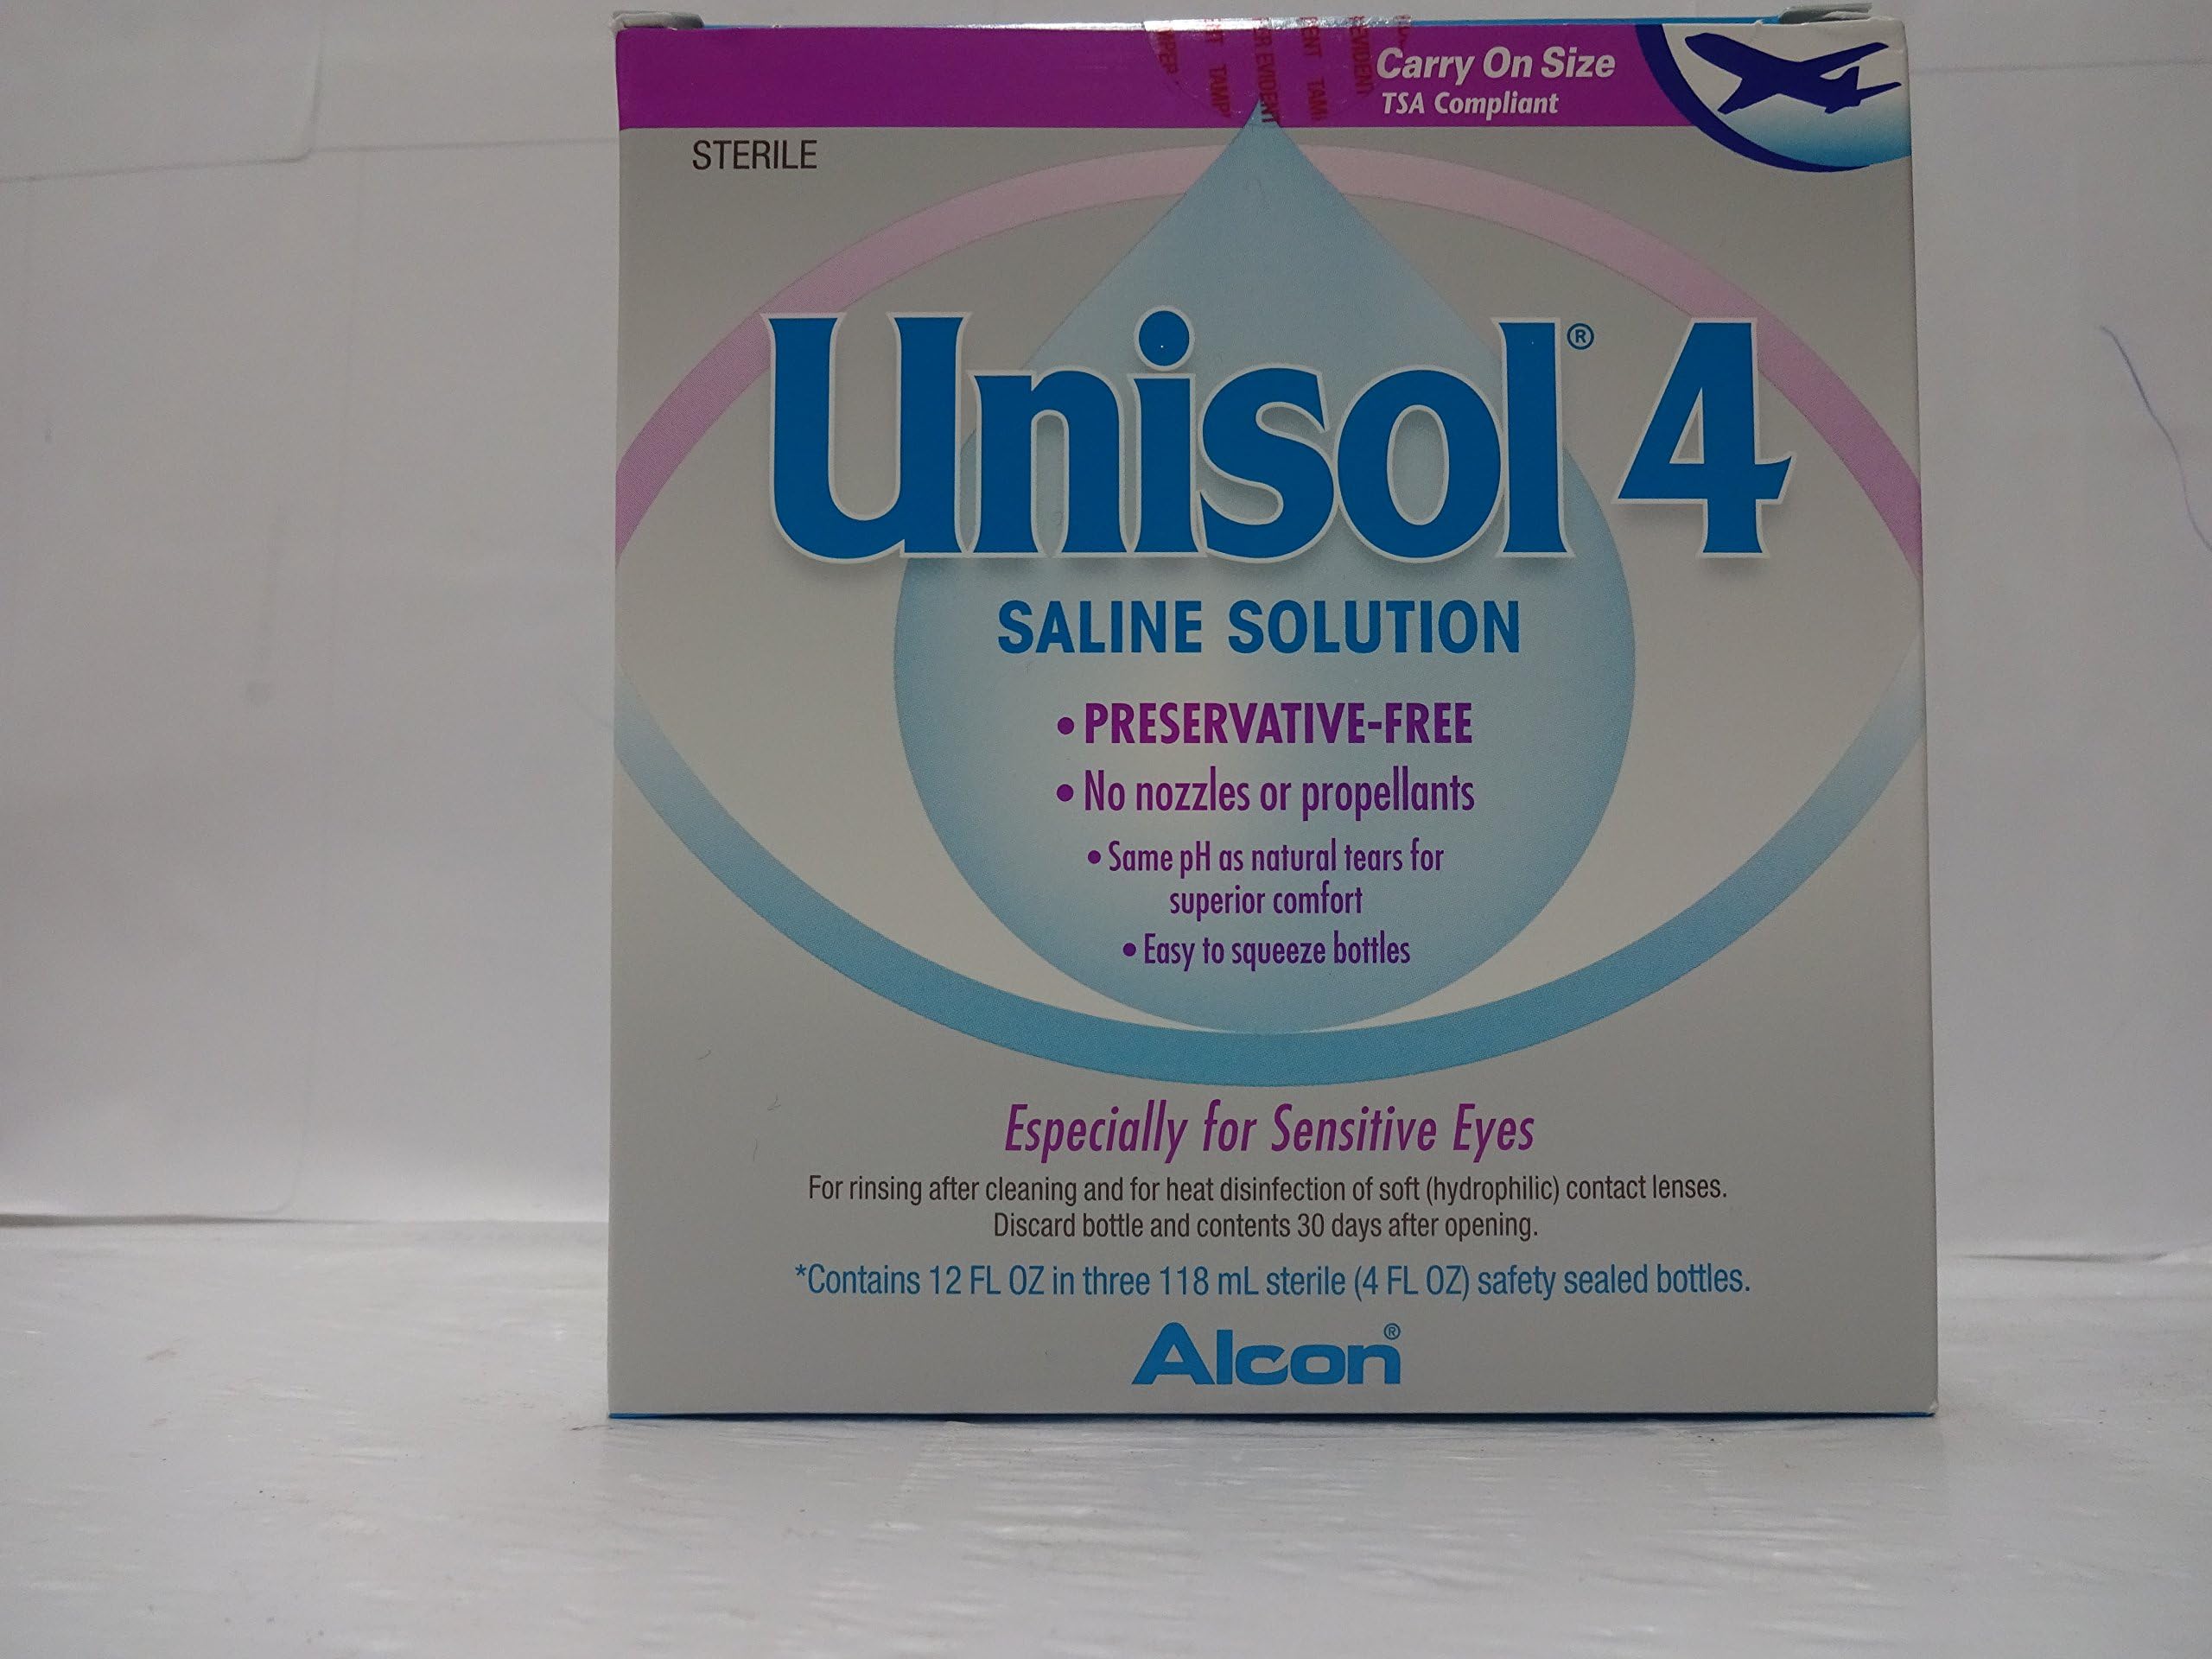 Carry On Size
TSA Compliant
STERILE
Unisol® 4
SALINE SOLUTION
• PRESERVATIVE-FREE
• No nozzles or propellants
• Same pH as natural tears for
superior comfort
• Easy to squeeze bottles
Especially for Sensitive Eyes
For rinsing after cleaning and for heat disinfection of soft (hydrophilic) contact lenses.
Discard bottle and contents 30 days after opening.
*Contains 12 FL OZ in three 118 mL sterile (4 FL OZ) safety sealed bottles.
Alcon®